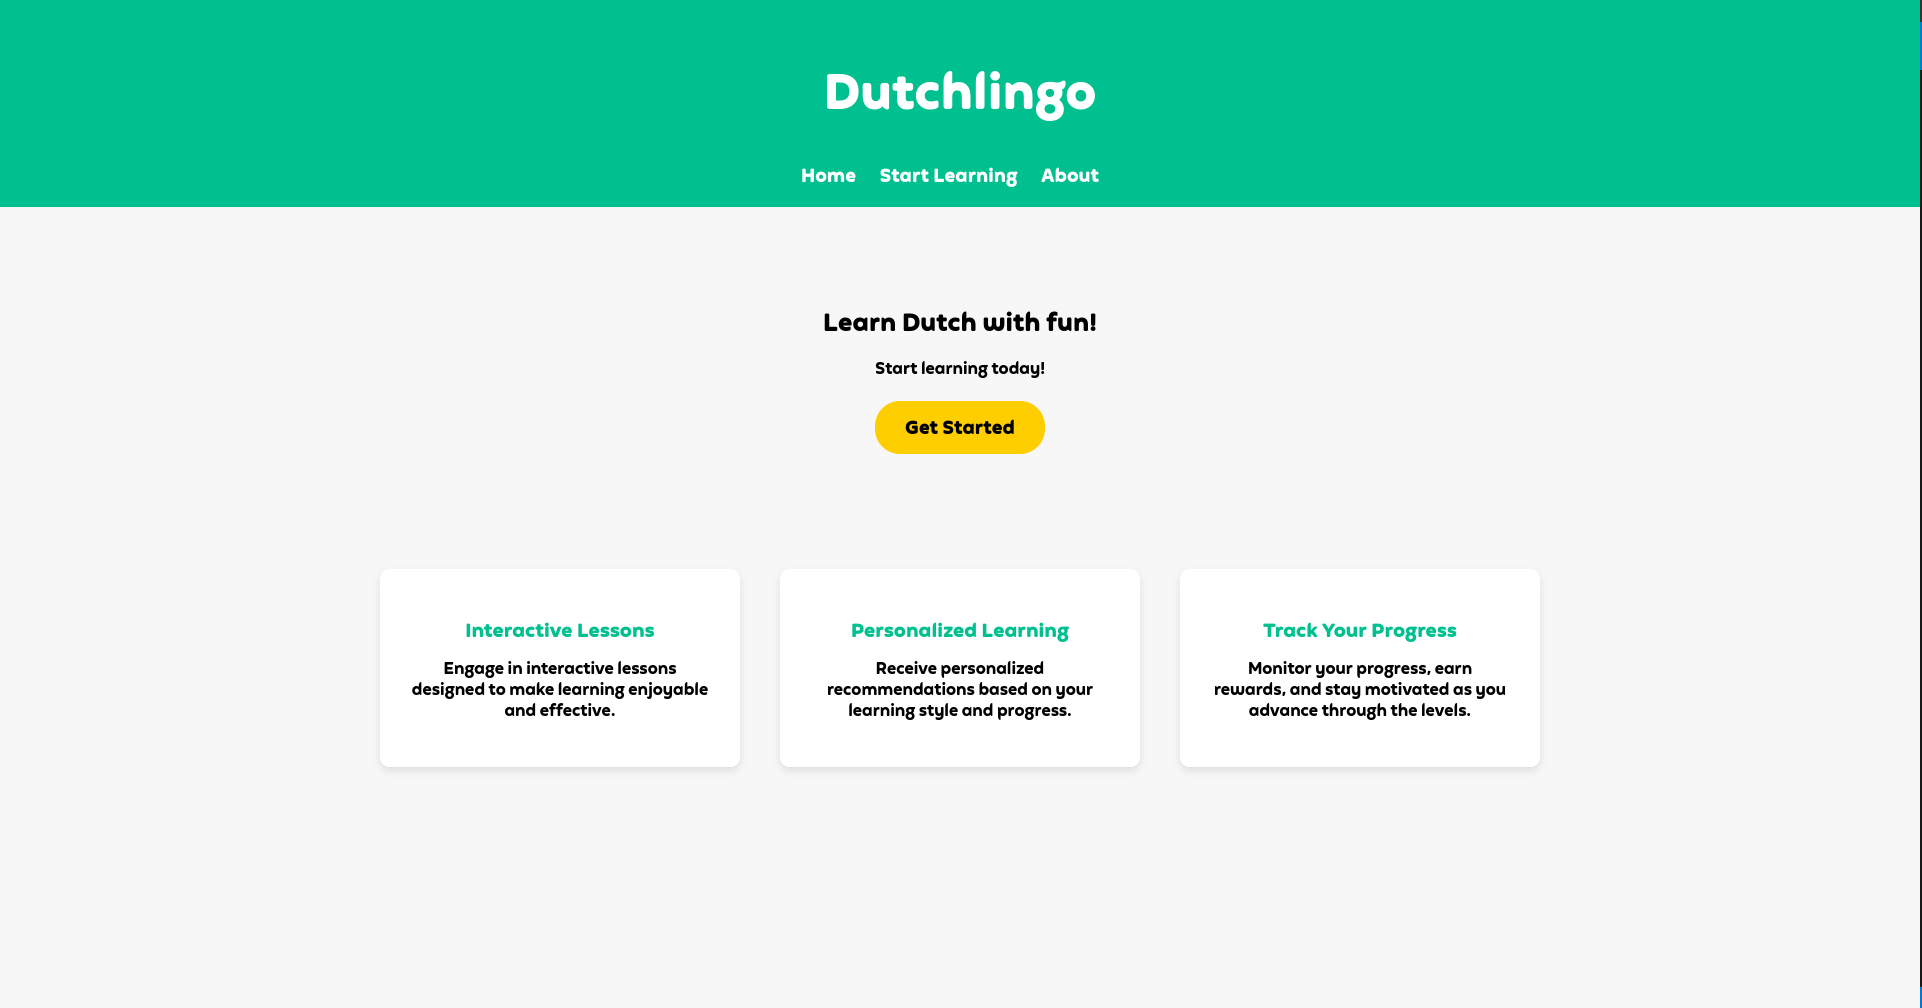 Dutchlingo
Home Start Learning About
Learn Dutch with fun!
Start learning today!
Get Started
Interactive Lessons
Engage in interactive lessons
designed to make learning enjoyable
and effective.
Personalized Learning
Receive personalized
recommendations based on your
learning style and progress.
Track Your Progress
Monitor your progress, earn
rewards, and stay motivated as you
advance through the levels.